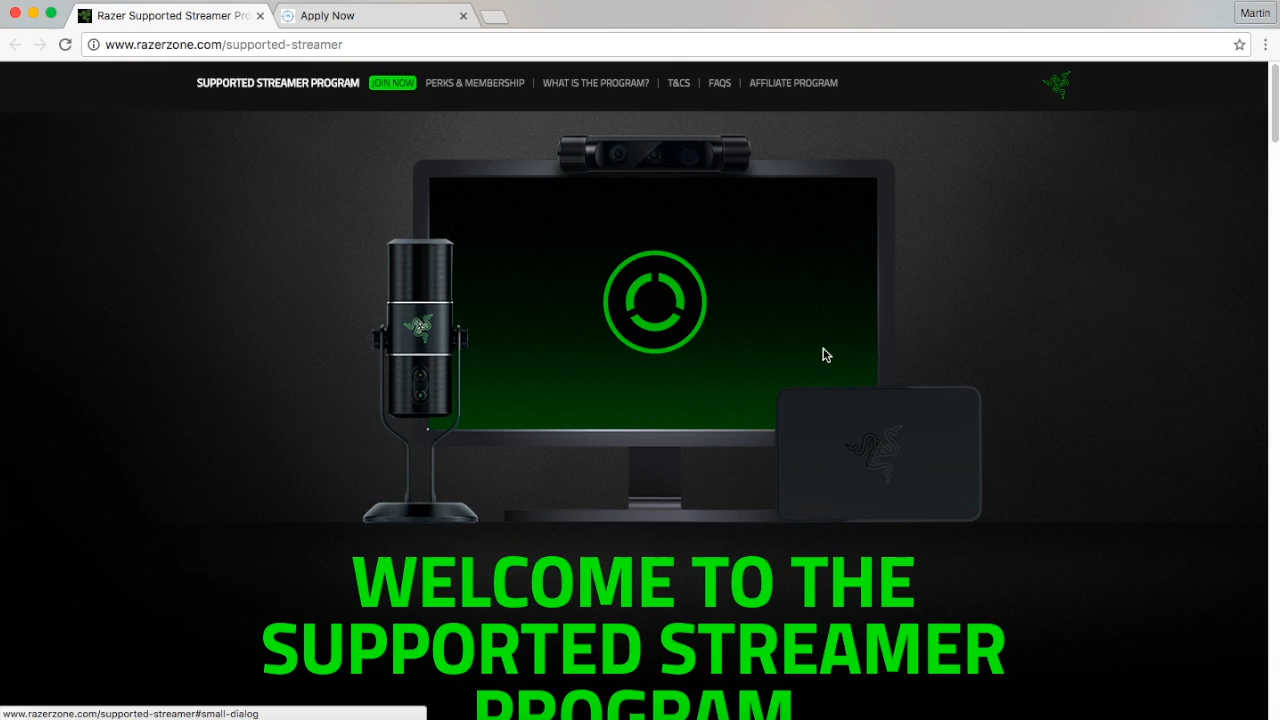 Razer Supported Streamer Pro
Apply Now
Martin
www.razerzone.com/supported-streamer
SUPPORTED STREAMER PROGRAM JOIN NOW PERKS & MEMBERSHIP | WHAT IS THE PROGRAM? | T&CS | FAQS | AFFILIATE PROGRAM
WELCOME TO THE
SUPPORTED STREAMER
PROGRAM
www.razerzone.com/supported-streamer#small-dialog